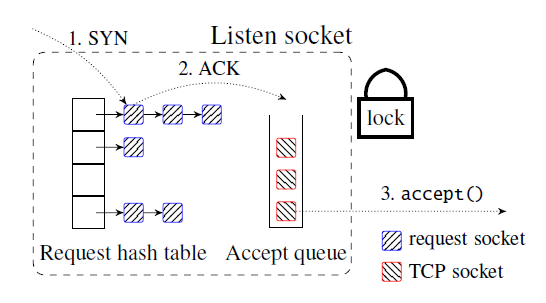 1. SYN
Listen socket
2. ACK
lock
3. accept()
Request hash table
Accept queue
request socket
TCP socket